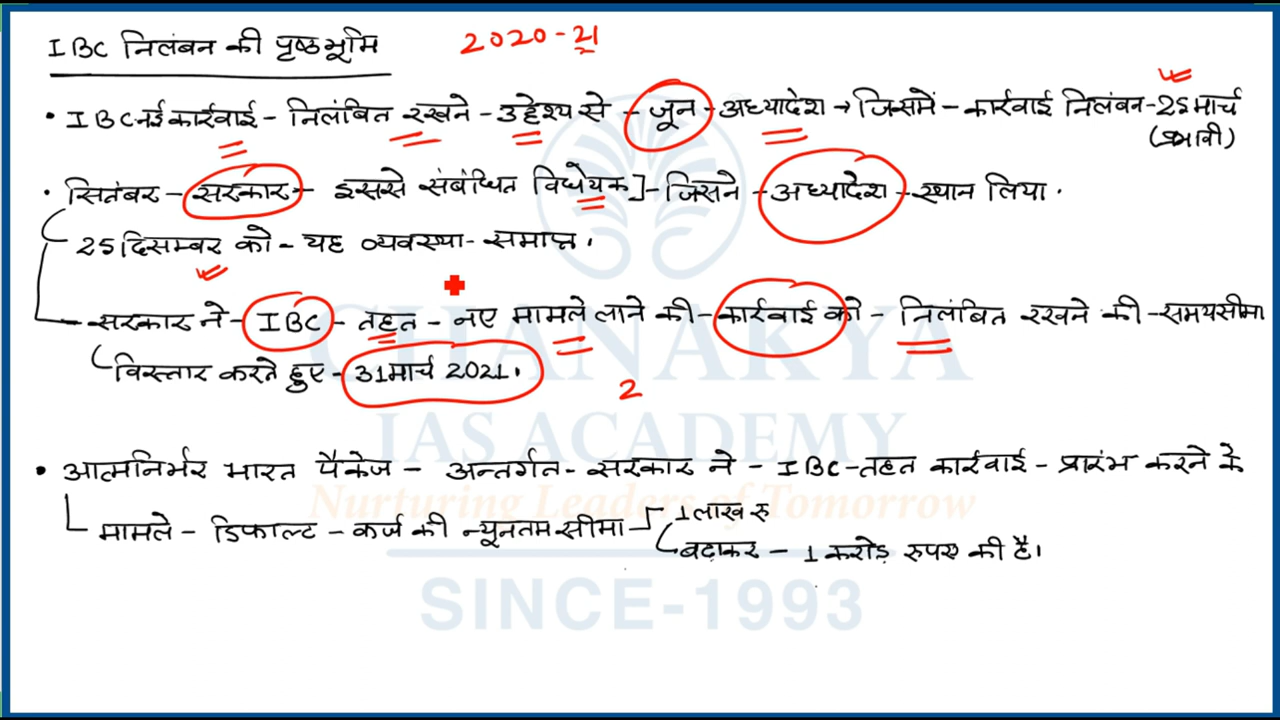 IBC निलंबन की पृष्ठभूमि 2020-21
• IBC नई कार्रवाई - निलंबित रखने - उद्देश्य से - जून - अध्यादेश → जिसमें - कार्रवाई निलंबन - 25 मार्च
(प्रभावी)
• सितंबर - सरकार - इससे संबंधित विधेयक] - जिसने - अध्यादेश - स्थान लिया.
25 दिसम्बर को - यह व्यवस्था - समाप्त.
सरकार ने - IBC - तहत - नए मामले लाने की - कार्रवाई को - निलंबित रखने की - समयसीमा
विस्तार करते हुए - 31 मार्च 2021.
2
• आत्मनिर्भर भारत पैकेज - अन्तर्गत - सरकार ने - IBC - तहत कार्रवाई - प्रारंभ करने के
मामले - डिफाल्ट - कर्ज की न्यूनतम सीमा - 1 लाख रु
बढ़ाकर - 1 करोड़ रुपए की है।
CHANAKYA
IAS ACADEMY
Nurturing Leaders of Tomorrow
SINCE-1993